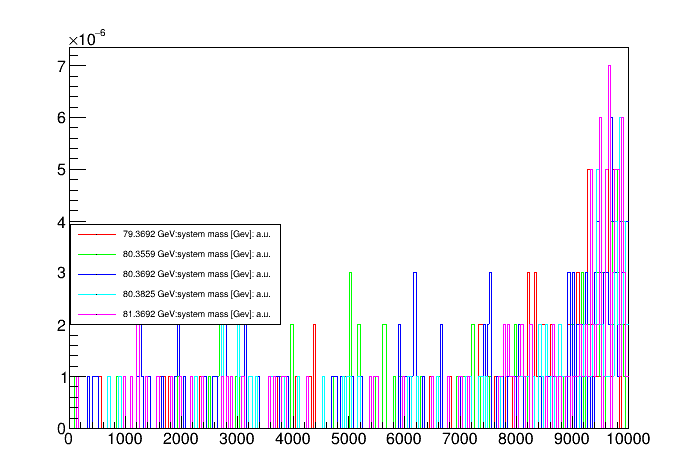 ×10⁻⁶
7
6
5
4
3
2
1
0
79.3692 GeV:system mass [Gev]: a.u.
80.3559 GeV:system mass [Gev]: a.u.
80.3692 GeV:system mass [Gev]: a.u.
80.3825 GeV:system mass [Gev]: a.u.
81.3692 GeV:system mass [Gev]: a.u.
0 1000 2000 3000 4000 5000 6000 7000 8000 9000 10000